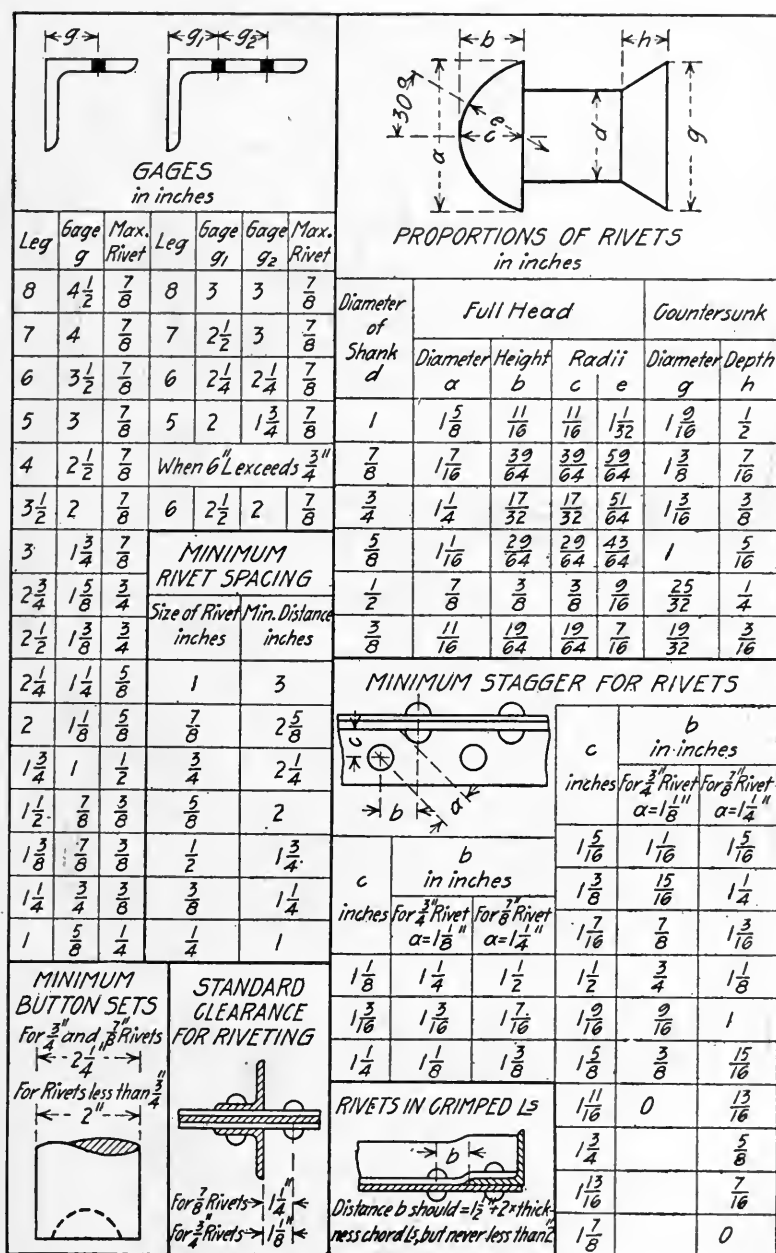 g g₁ g₂
GAGES
in inches
Leg Gage g Max. Rivet Leg Gage g₁ Gage g₂ Max. Rivet
8 4 1/2 7/8 8 3 3 7/8
7 4 7/8 7 2 1/2 3 7/8
6 3 1/2 7/8 6 2 1/4 2 1/4 7/8
5 3 7/8 5 2 1 3/4 7/8
4 2 1/2 7/8 When 6"L exceeds 3/4"
3 1/2 2 7/8 6 2 1/2 2 7/8
3 1 3/4 7/8
2 3/4 1 5/8 3/4
2 1/2 1 3/8 3/4
2 1/4 1 1/4 5/8
2 1 1/8 5/8
1 3/4 1 1/2
1 1/2 7/8 3/8
1 3/8 7/8 3/8
1 1/4 3/4 3/8
1 5/8 1/4
MINIMUM
RIVET SPACING
Size of Rivet inches Min. Distance inches
1 3
7/8 2 5/8
3/4 2 1/4
5/8 2
1/2 1 3/4
3/8 1 1/4
1/4 1
b h
30° a e c d g
PROPORTIONS OF RIVETS
in inches
Diameter of Shank d Full Head Countersunk
Diameter a Height b Radii c e Diameter g Depth h
1 1 5/8 11/16 11/16 1 1/32 1 9/16 1/2
7/8 1 7/16 39/64 39/64 59/64 1 3/8 7/16
3/4 1 1/4 17/32 17/32 51/64 1 3/16 3/8
5/8 1 1/16 29/64 29/64 43/64 1 5/16
1/2 7/8 3/8 3/8 9/16 25/32 1/4
3/8 11/16 19/64 19/64 7/16 19/32 3/16
MINIMUM STAGGER FOR RIVETS
c b a
c inches b in inches
For 3/4" Rivet a=1 1/8" For 7/8" Rivet a=1 1/4"
1 1/8 1 1/4 1 1/2
1 3/16 1 3/16 1 7/16
1 1/4 1 1/8 1 3/8
c inches b in inches
For 3/4" Rivet a=1 1/8" For 7/8" Rivet a=1 1/4"
1 5/16 1 1/16 1 5/16
1 3/8 15/16 1 1/4
1 7/16 7/8 1 3/16
1 1/2 3/4 1 1/8
1 9/16 9/16 1
1 5/8 3/8 15/16
1 11/16 0 13/16
1 3/4 5/8
1 13/16 7/16
1 7/8 0
MINIMUM
BUTTON SETS
For 3/4" and 7/8" Rivets
2 1/4"
For Rivets less than 3/4"
2"
STANDARD
CLEARANCE
FOR RIVETING
For 7/8 Rivets 1 1/4"
For 3/4 Rivets 1 1/8"
RIVETS IN CRIMPED Ls
b
Distance b should = 1 1/2" + 2 × thick-
ness chord Ls, but never less than 2"